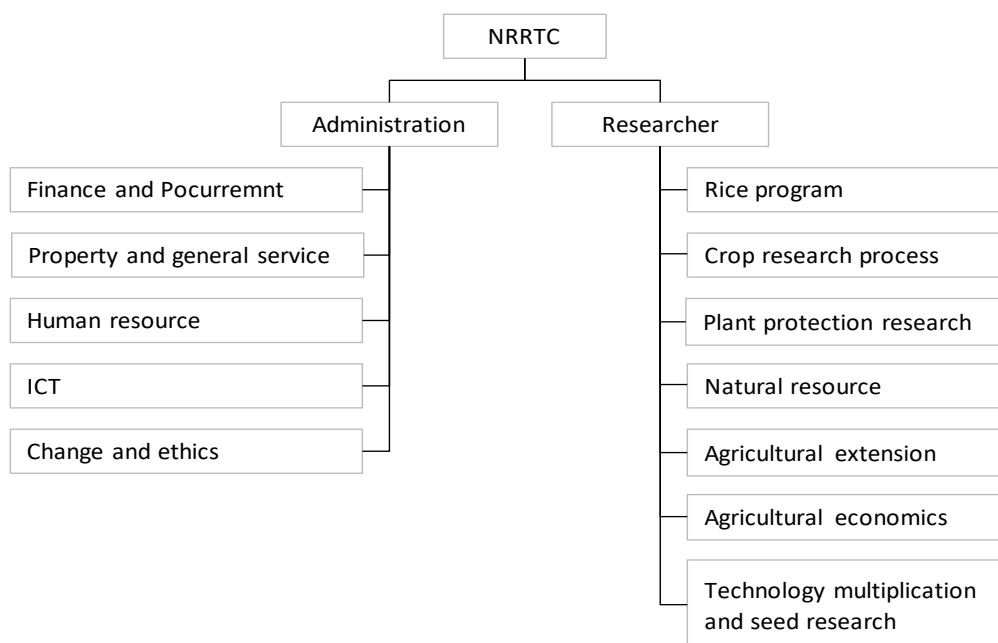 NRRTC
Administration
Researcher
Finance and Pocurremnt
Property and general service
Human resource
ICT
Change and ethics
Rice program
Crop research process
Plant protection research
Natural resource
Agricultural extension
Agricultural economics
Technology multiplication
and seed research